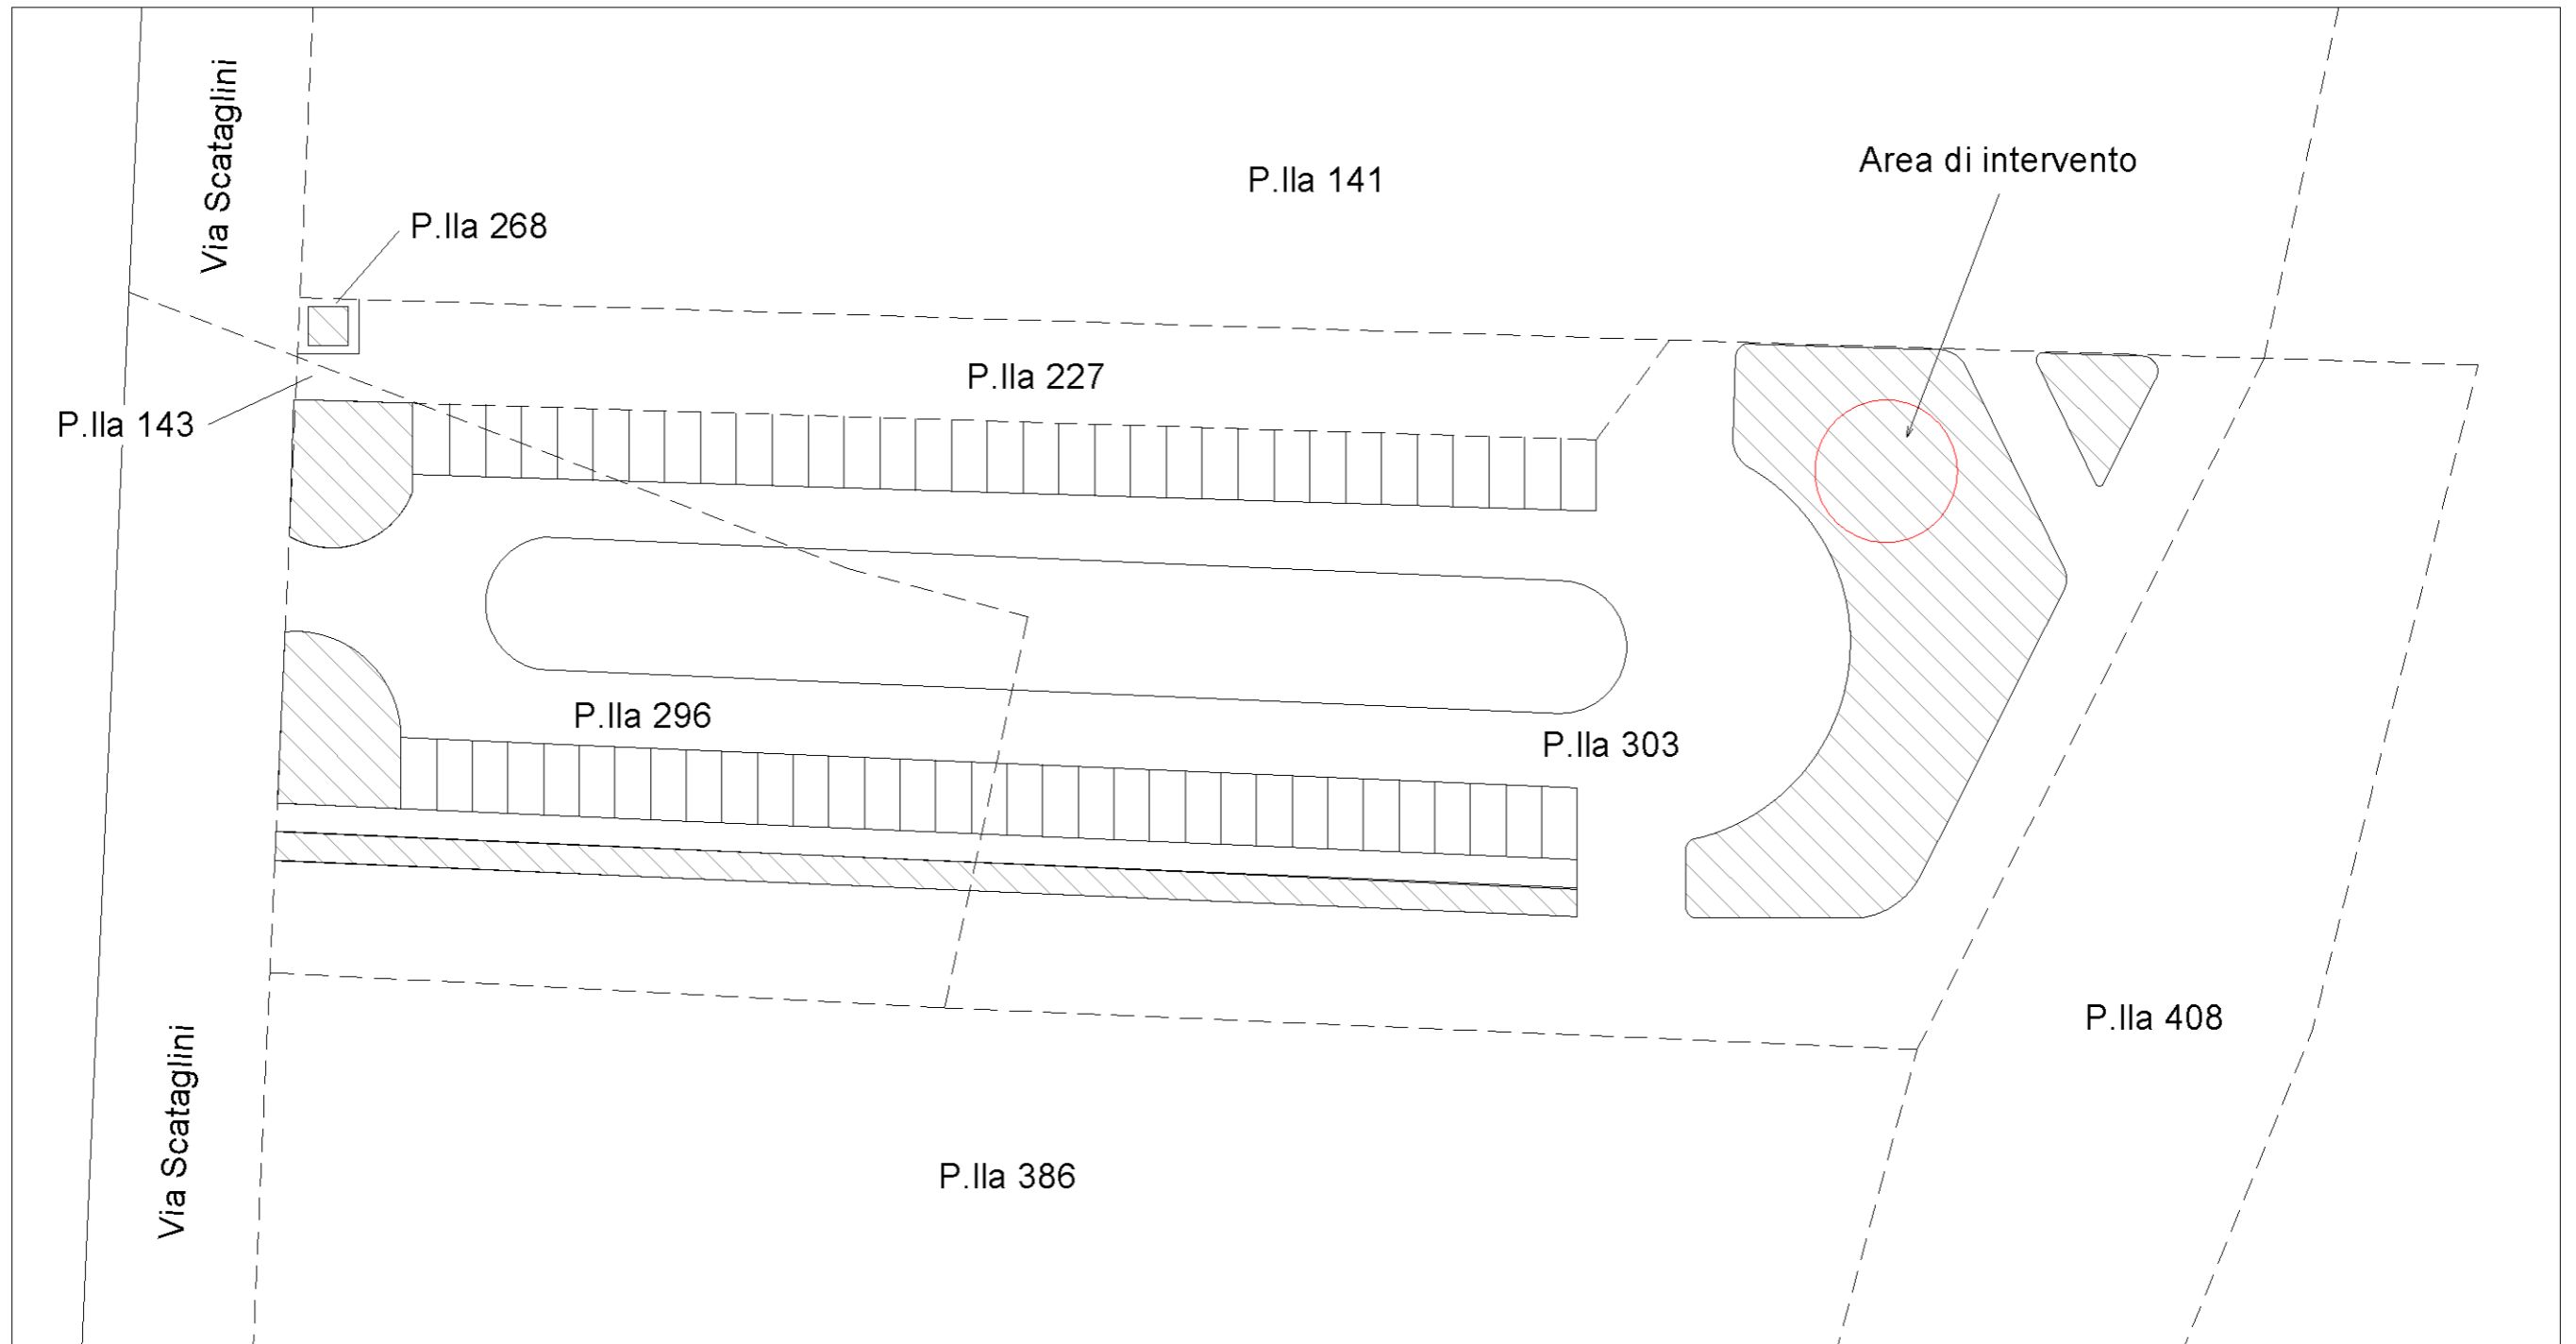 Via Scataglini
Area di intervento
P.lla 141
P.lla 268
P.lla 227
P.lla 143
P.lla 296
P.lla 303
P.lla 408
Via Scataglini
P.lla 386